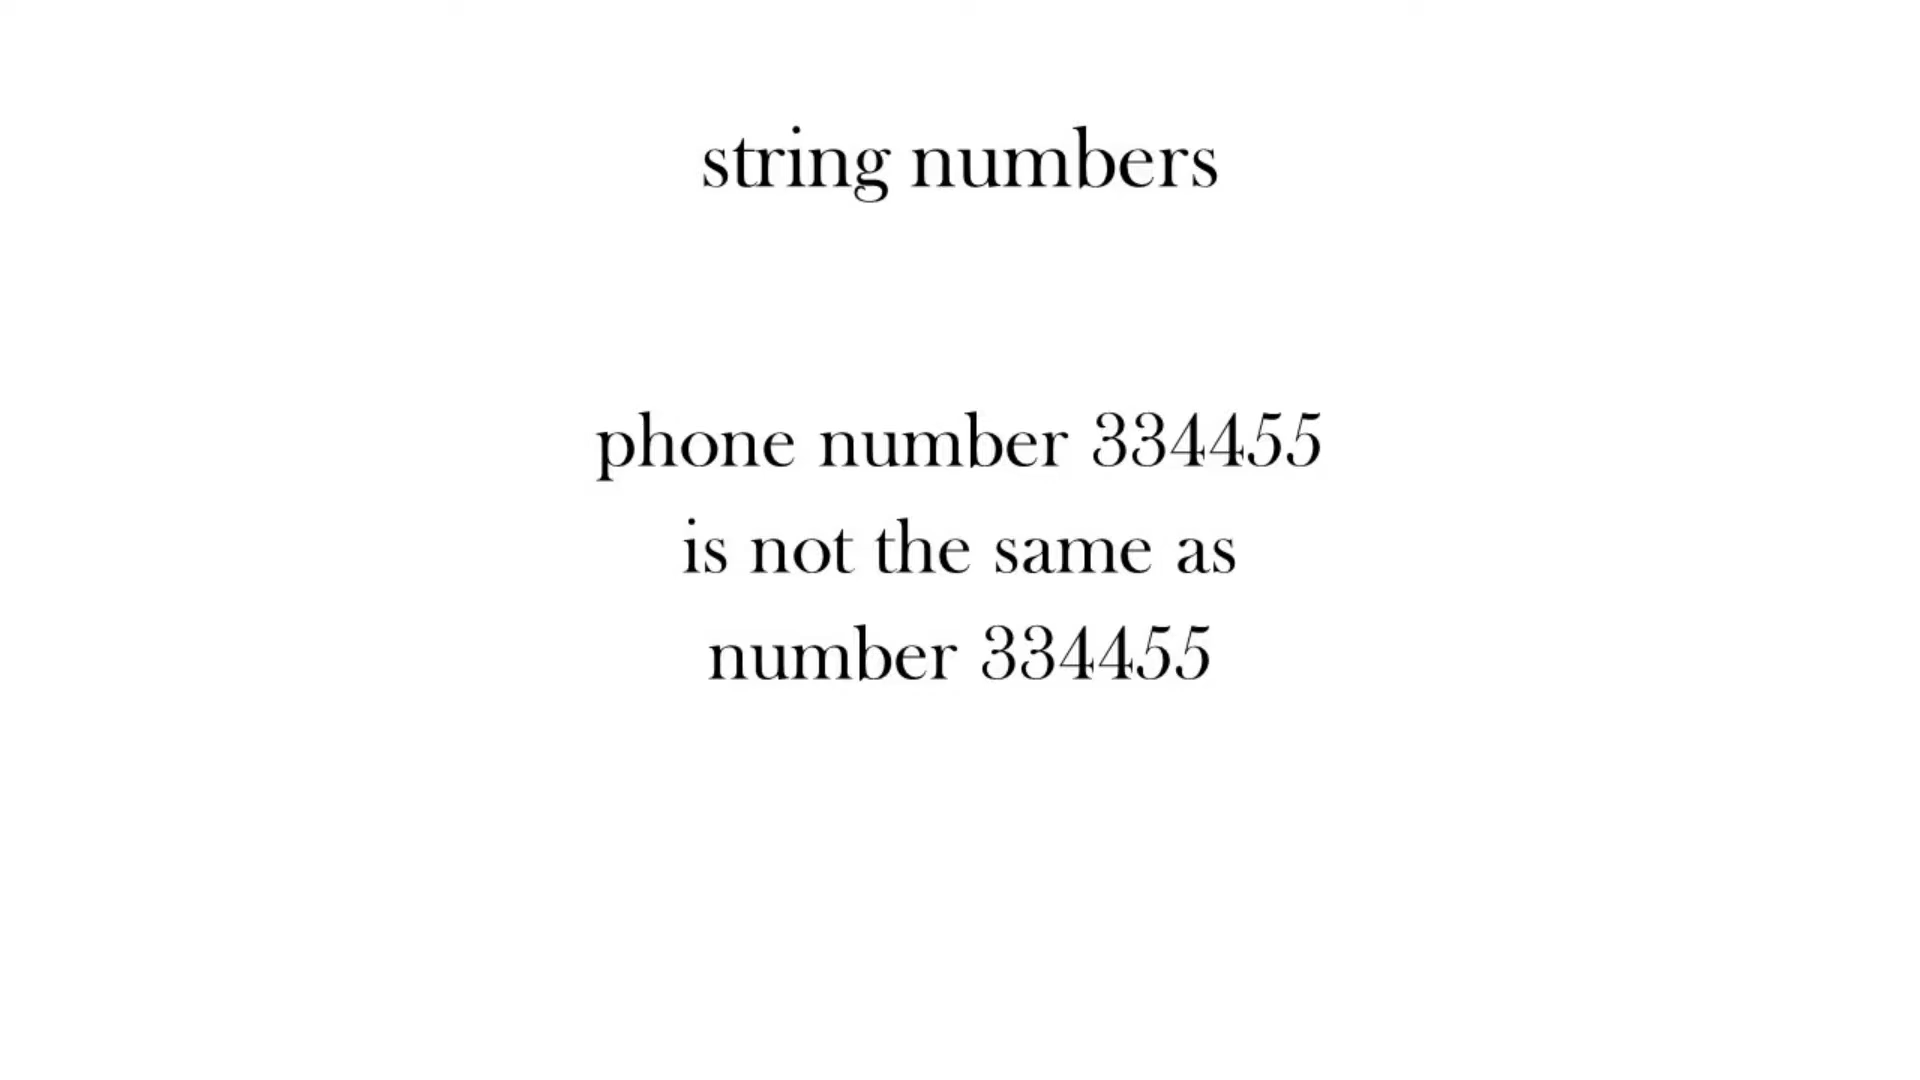 string numbers
phone number 334455
is not the same as
number 334455